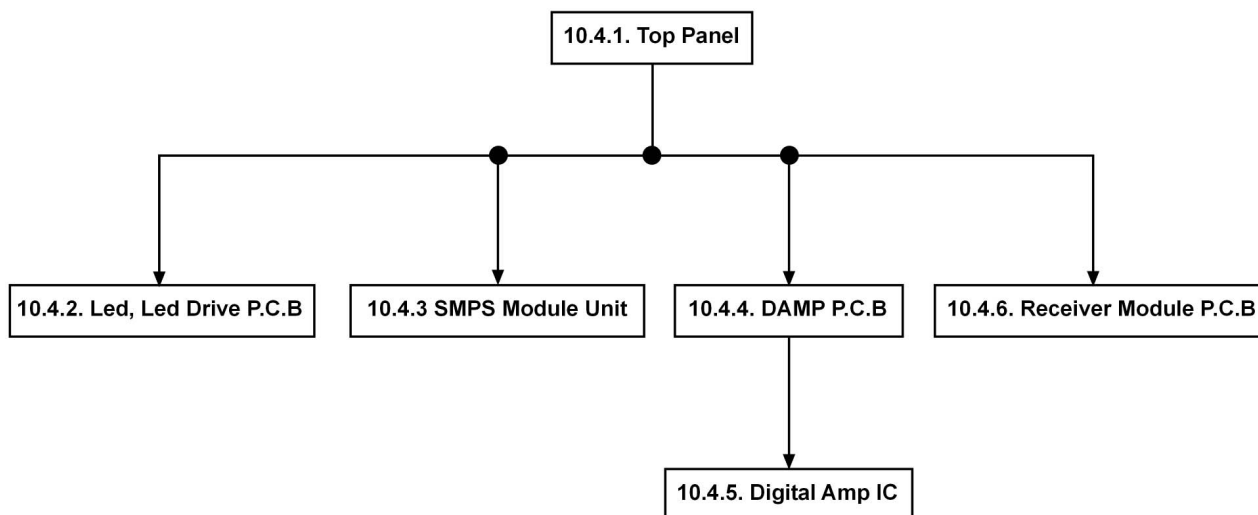 10.4.1. Top Panel
10.4.2. Led, Led Drive P.C.B
10.4.3 SMPS Module Unit
10.4.4. DAMP P.C.B
10.4.6. Receiver Module P.C.B
10.4.5. Digital Amp IC